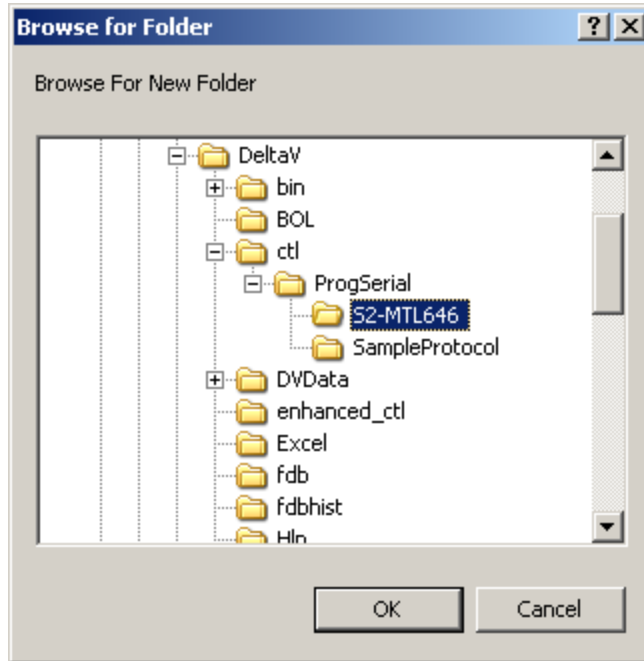 Browse for Folder
Browse For New Folder
DeltaV
bin
BOL
ctl
ProgSerial
S2-MTL646
SampleProtocol
DVData
enhanced_ctl
Excel
fdb
fdbhist
Hln
OK
Cancel